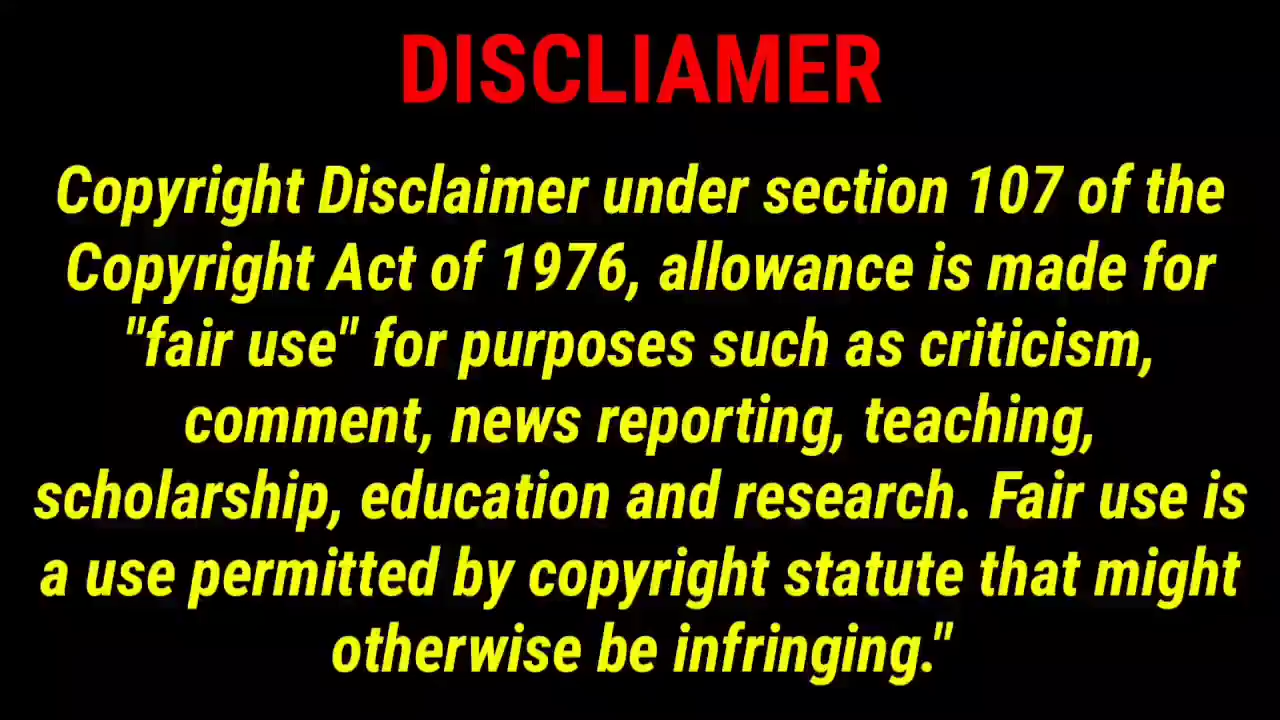 DISCLIAMER
Copyright Disclaimer under section 107 of the
Copyright Act of 1976, allowance is made for
"fair use" for purposes such as criticism,
comment, news reporting, teaching,
scholarship, education and research. Fair use is
a use permitted by copyright statute that might
otherwise be infringing."